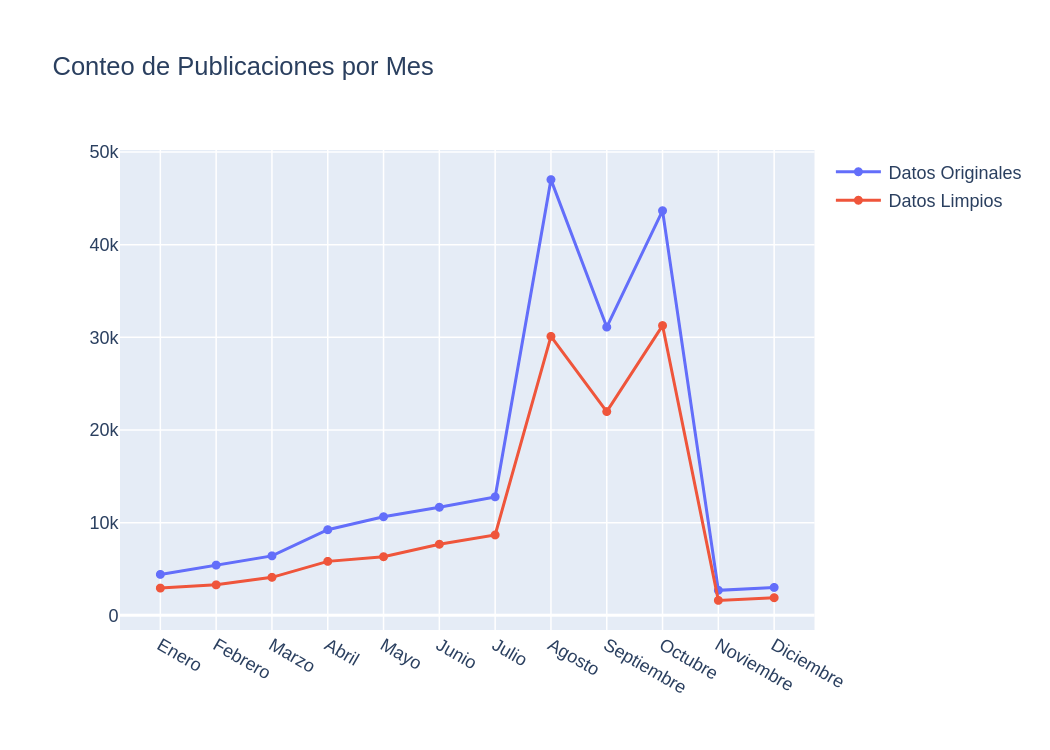 Conteo de Publicaciones por Mes
50k
40k
30k
20k
10k
0
Datos Originales
Datos Limpios
Enero
Febrero
Marzo
Abril
Mayo
Junio
Julio
Agosto
Septiembre
Octubre
Noviembre
Diciembre